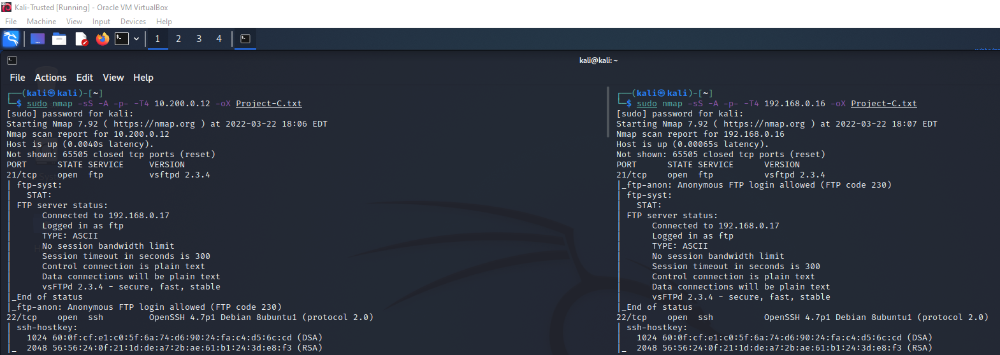 Kali-Trusted [Running] - Oracle VM VirtualBox
File Machine View Input Devices Help
1 2 3 4
kali@kali: ~
File Actions Edit View Help
┌──(kali㉿kali)-[~]
└─$ sudo nmap -sS -A -p- -T4 10.200.0.12 -oX Project-C.txt
[sudo] password for kali:
Starting Nmap 7.92 ( https://nmap.org ) at 2022-03-22 18:06 EDT
Nmap scan report for 10.200.0.12
Host is up (0.0040s latency).
Not shown: 65505 closed tcp ports (reset)
PORT STATE SERVICE VERSION
21/tcp open ftp vsftpd 2.3.4
| ftp-syst:
| STAT:
| FTP server status:
| Connected to 192.168.0.17
| Logged in as ftp
| TYPE: ASCII
| No session bandwidth limit
| Session timeout in seconds is 300
| Control connection is plain text
| Data connections will be plain text
| vsFTPd 2.3.4 - secure, fast, stable
|_End of status
|_ftp-anon: Anonymous FTP login allowed (FTP code 230)
22/tcp open ssh OpenSSH 4.7p1 Debian 8ubuntu1 (protocol 2.0)
| ssh-hostkey:
| 1024 60:0f:cf:e1:c0:5f:6a:74:d6:90:24:fa:c4:d5:6c:cd (DSA)
|_ 2048 56:56:24:0f:21:1d:de:a7:2b:ae:61:b1:24:3d:e8:f3 (RSA)
┌──(kali㉿kali)-[~]
└─$ sudo nmap -sS -A -p- -T4 192.168.0.16 -oX Project-C.txt
[sudo] password for kali:
Starting Nmap 7.92 ( https://nmap.org ) at 2022-03-22 18:07 EDT
Nmap scan report for 192.168.0.16
Host is up (0.00065s latency).
Not shown: 65505 closed tcp ports (reset)
PORT STATE SERVICE VERSION
21/tcp open ftp vsftpd 2.3.4
|_ftp-anon: Anonymous FTP login allowed (FTP code 230)
| ftp-syst:
| STAT:
| FTP server status:
| Connected to 192.168.0.17
| Logged in as ftp
| TYPE: ASCII
| No session bandwidth limit
| Session timeout in seconds is 300
| Control connection is plain text
| Data connections will be plain text
| vsFTPd 2.3.4 - secure, fast, stable
|_End of status
22/tcp open ssh OpenSSH 4.7p1 Debian 8ubuntu1 (protocol 2.0)
| ssh-hostkey:
| 1024 60:0f:cf:e1:c0:5f:6a:74:d6:90:24:fa:c4:d5:6c:cd (DSA)
|_ 2048 56:56:24:0f:21:1d:de:a7:2b:ae:61:b1:24:3d:e8:f3 (RSA)